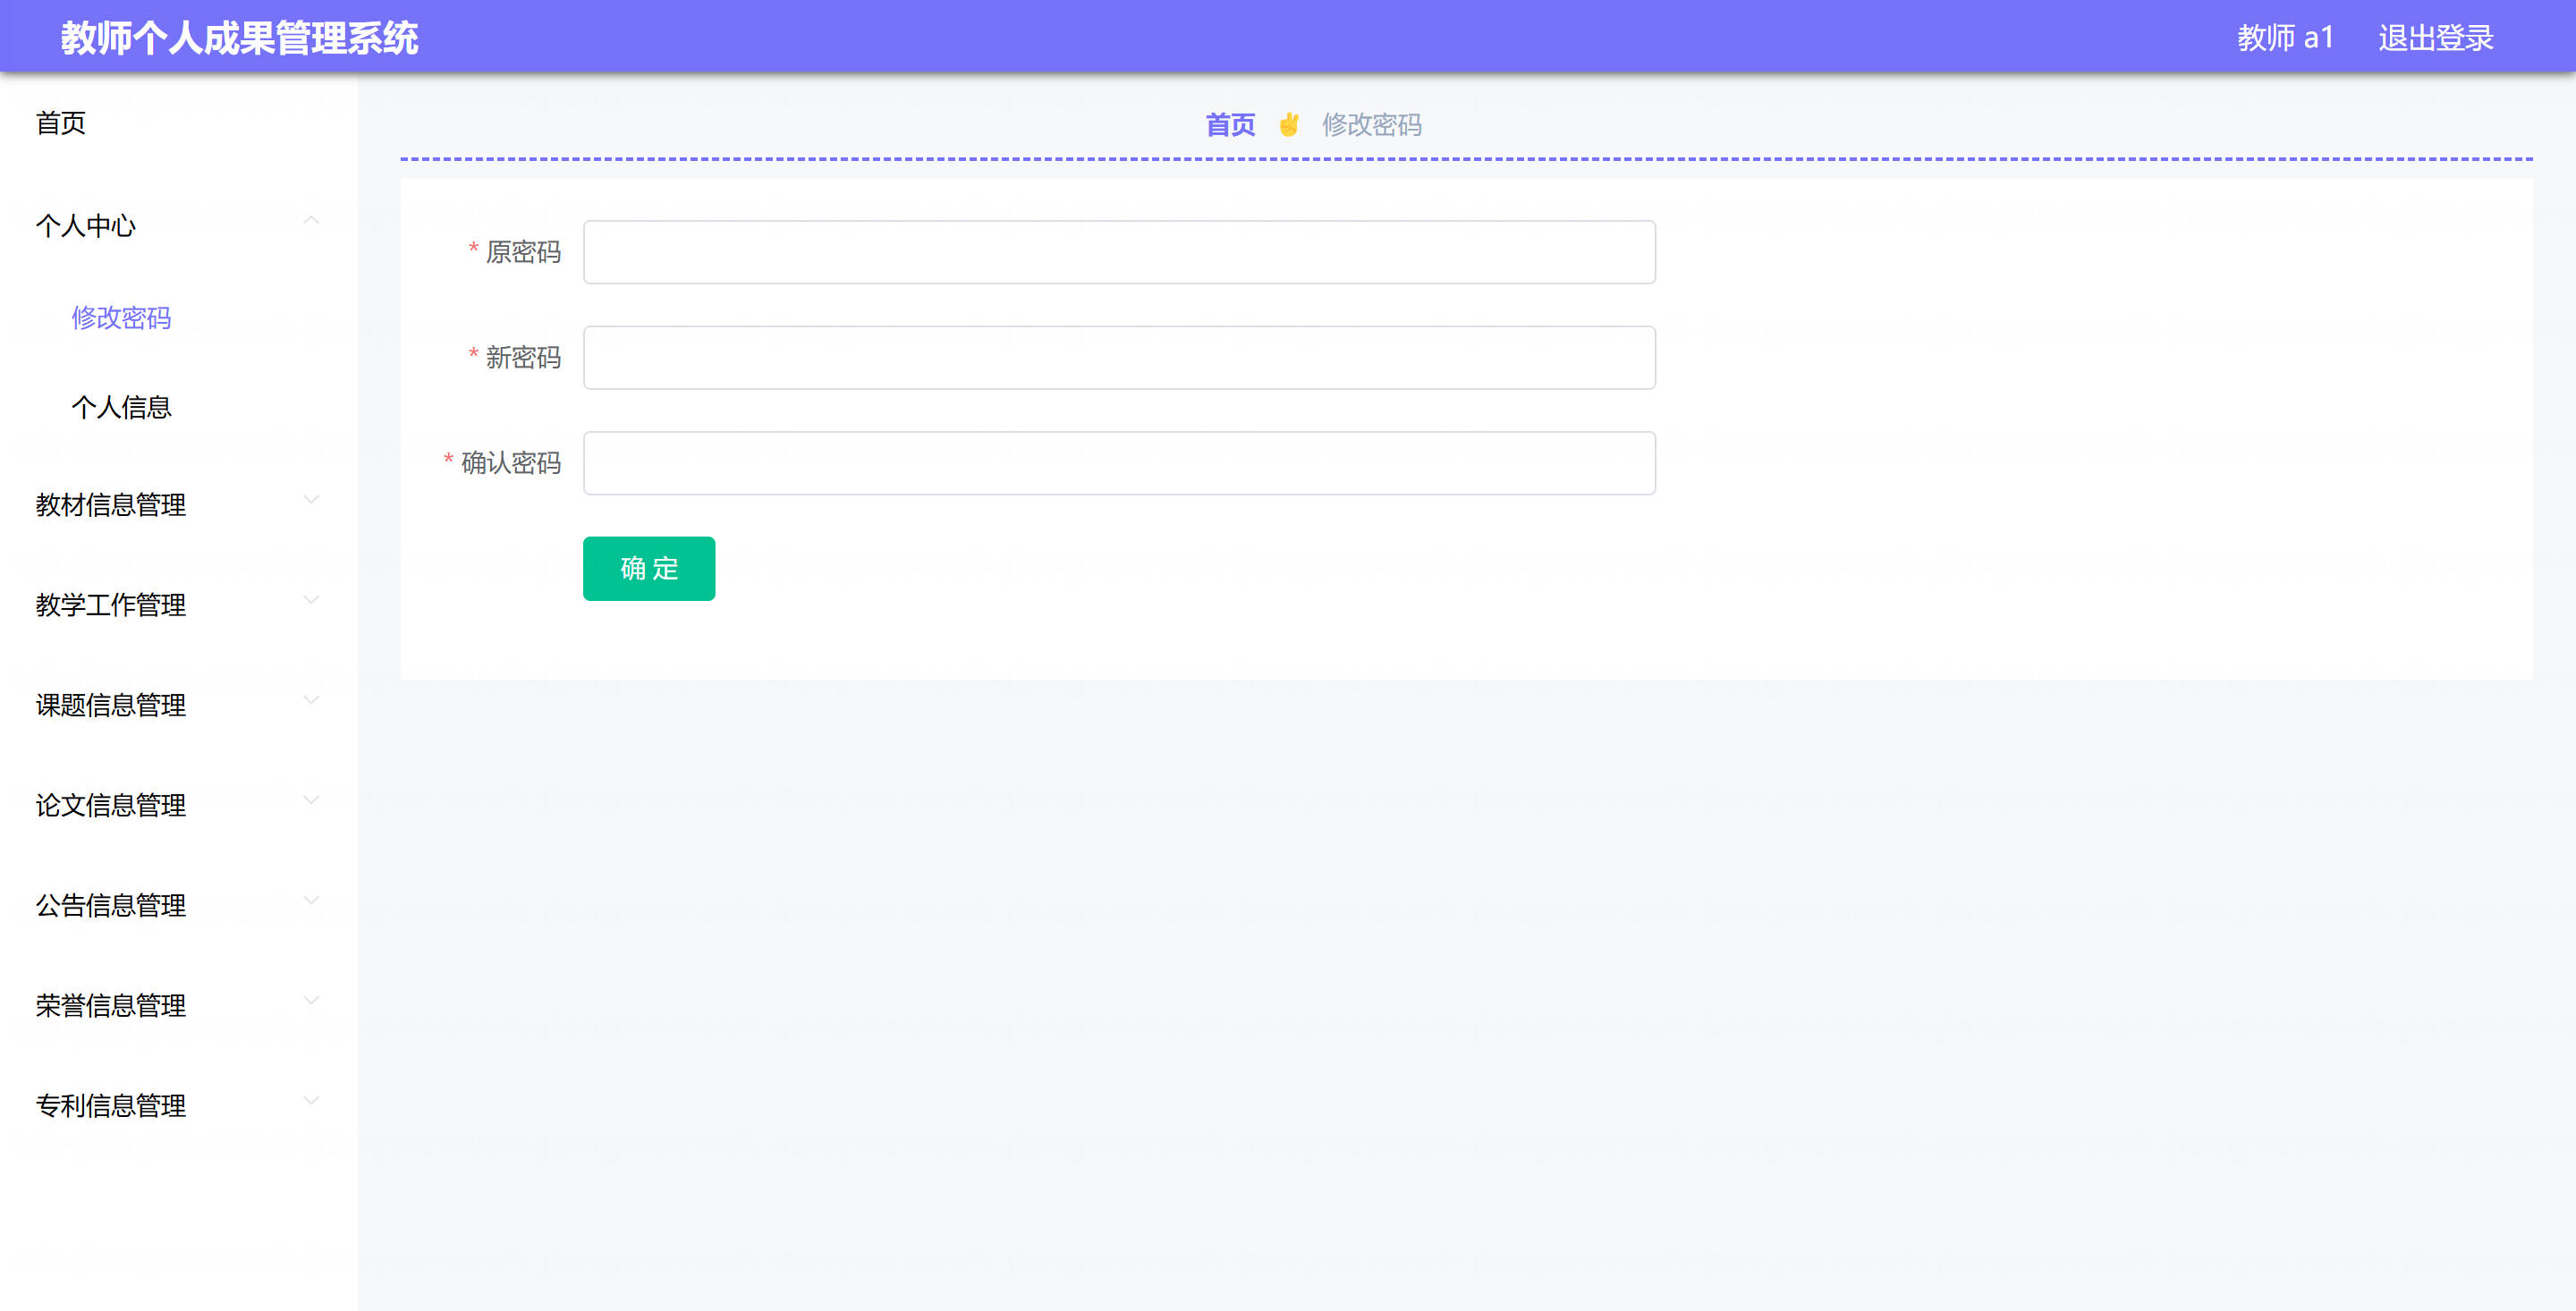 教师个人成果管理系统
教师 a1 退出登录
首页
个人中心
修改密码
个人信息
教材信息管理
教学工作管理
课题信息管理
论文信息管理
公告信息管理
荣誉信息管理
专利信息管理
首页 ✌ 修改密码
* 原密码
* 新密码
* 确认密码
确 定